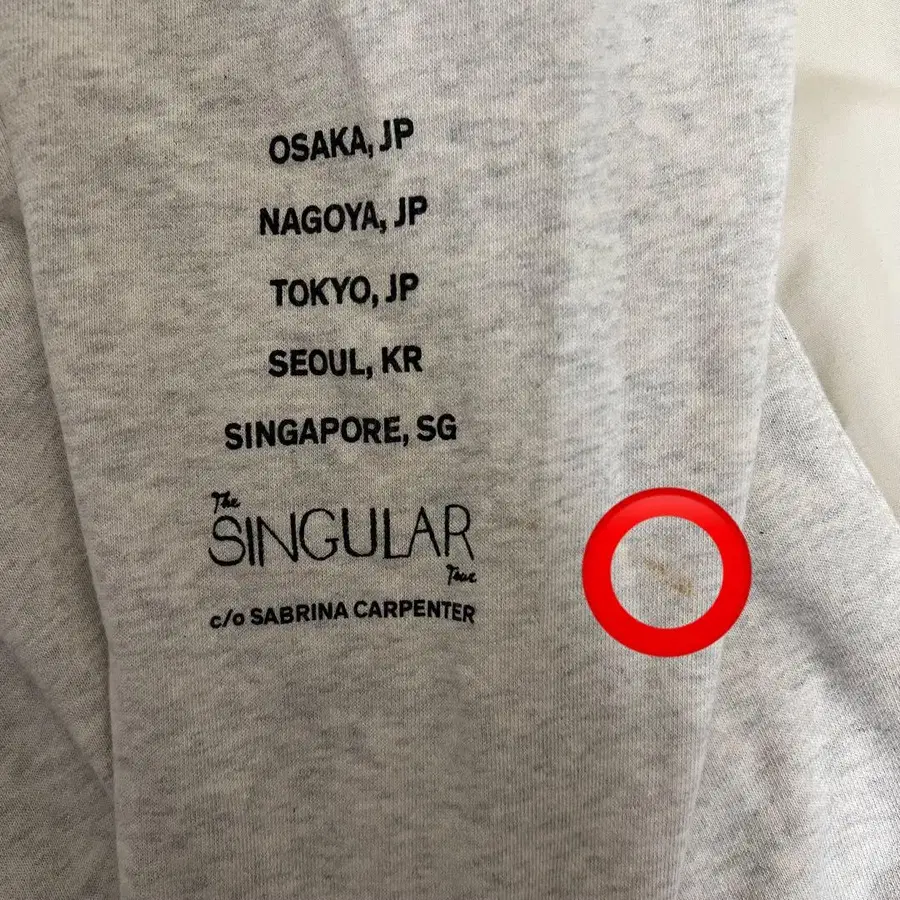 OSAKA, JP
NAGOYA, JP
TOKYO, JP
SEOUL, KR
SINGAPORE, SG
The
SINGULAR
Tour
c/o SABRINA CARPENTER